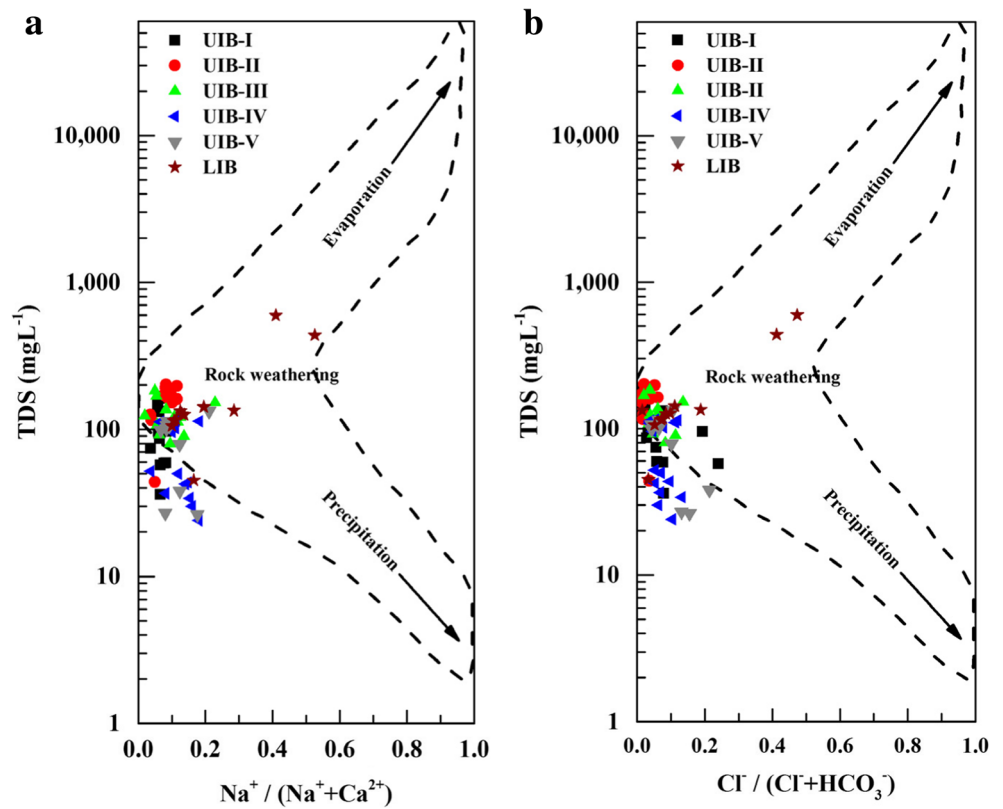 a
UIB-I
UIB-II
UIB-III
UIB-IV
UIB-V
LIB
10,000
1,000
100
10
1
TDS (mgL⁻¹)
Evaporation
Rock weathering
Precipitation
0.0 0.2 0.4 0.6 0.8 1.0
Na⁺ / (Na⁺+Ca²⁺)
b
UIB-I
UIB-II
UIB-II
UIB-IV
UIB-V
LIB
10,000
1,000
100
10
1
TDS (mgL⁻¹)
Evaporation
Rock weathering
Precipitation
0.0 0.2 0.4 0.6 0.8 1.0
Cl⁻ / (Cl⁻+HCO₃⁻)